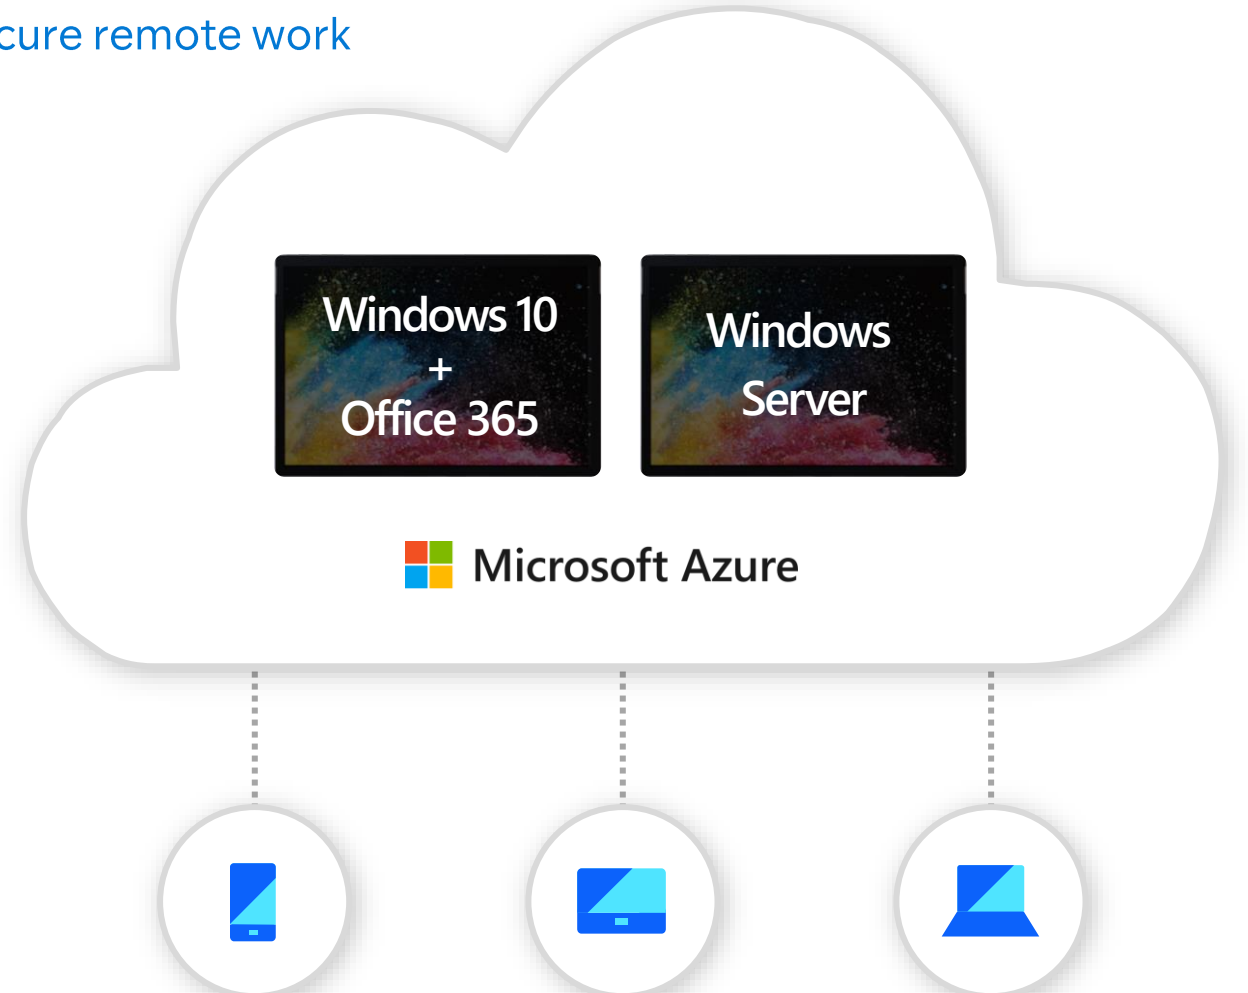 cure remote work
Windows 10
+
Office 365
Windows
Server
Microsoft Azure